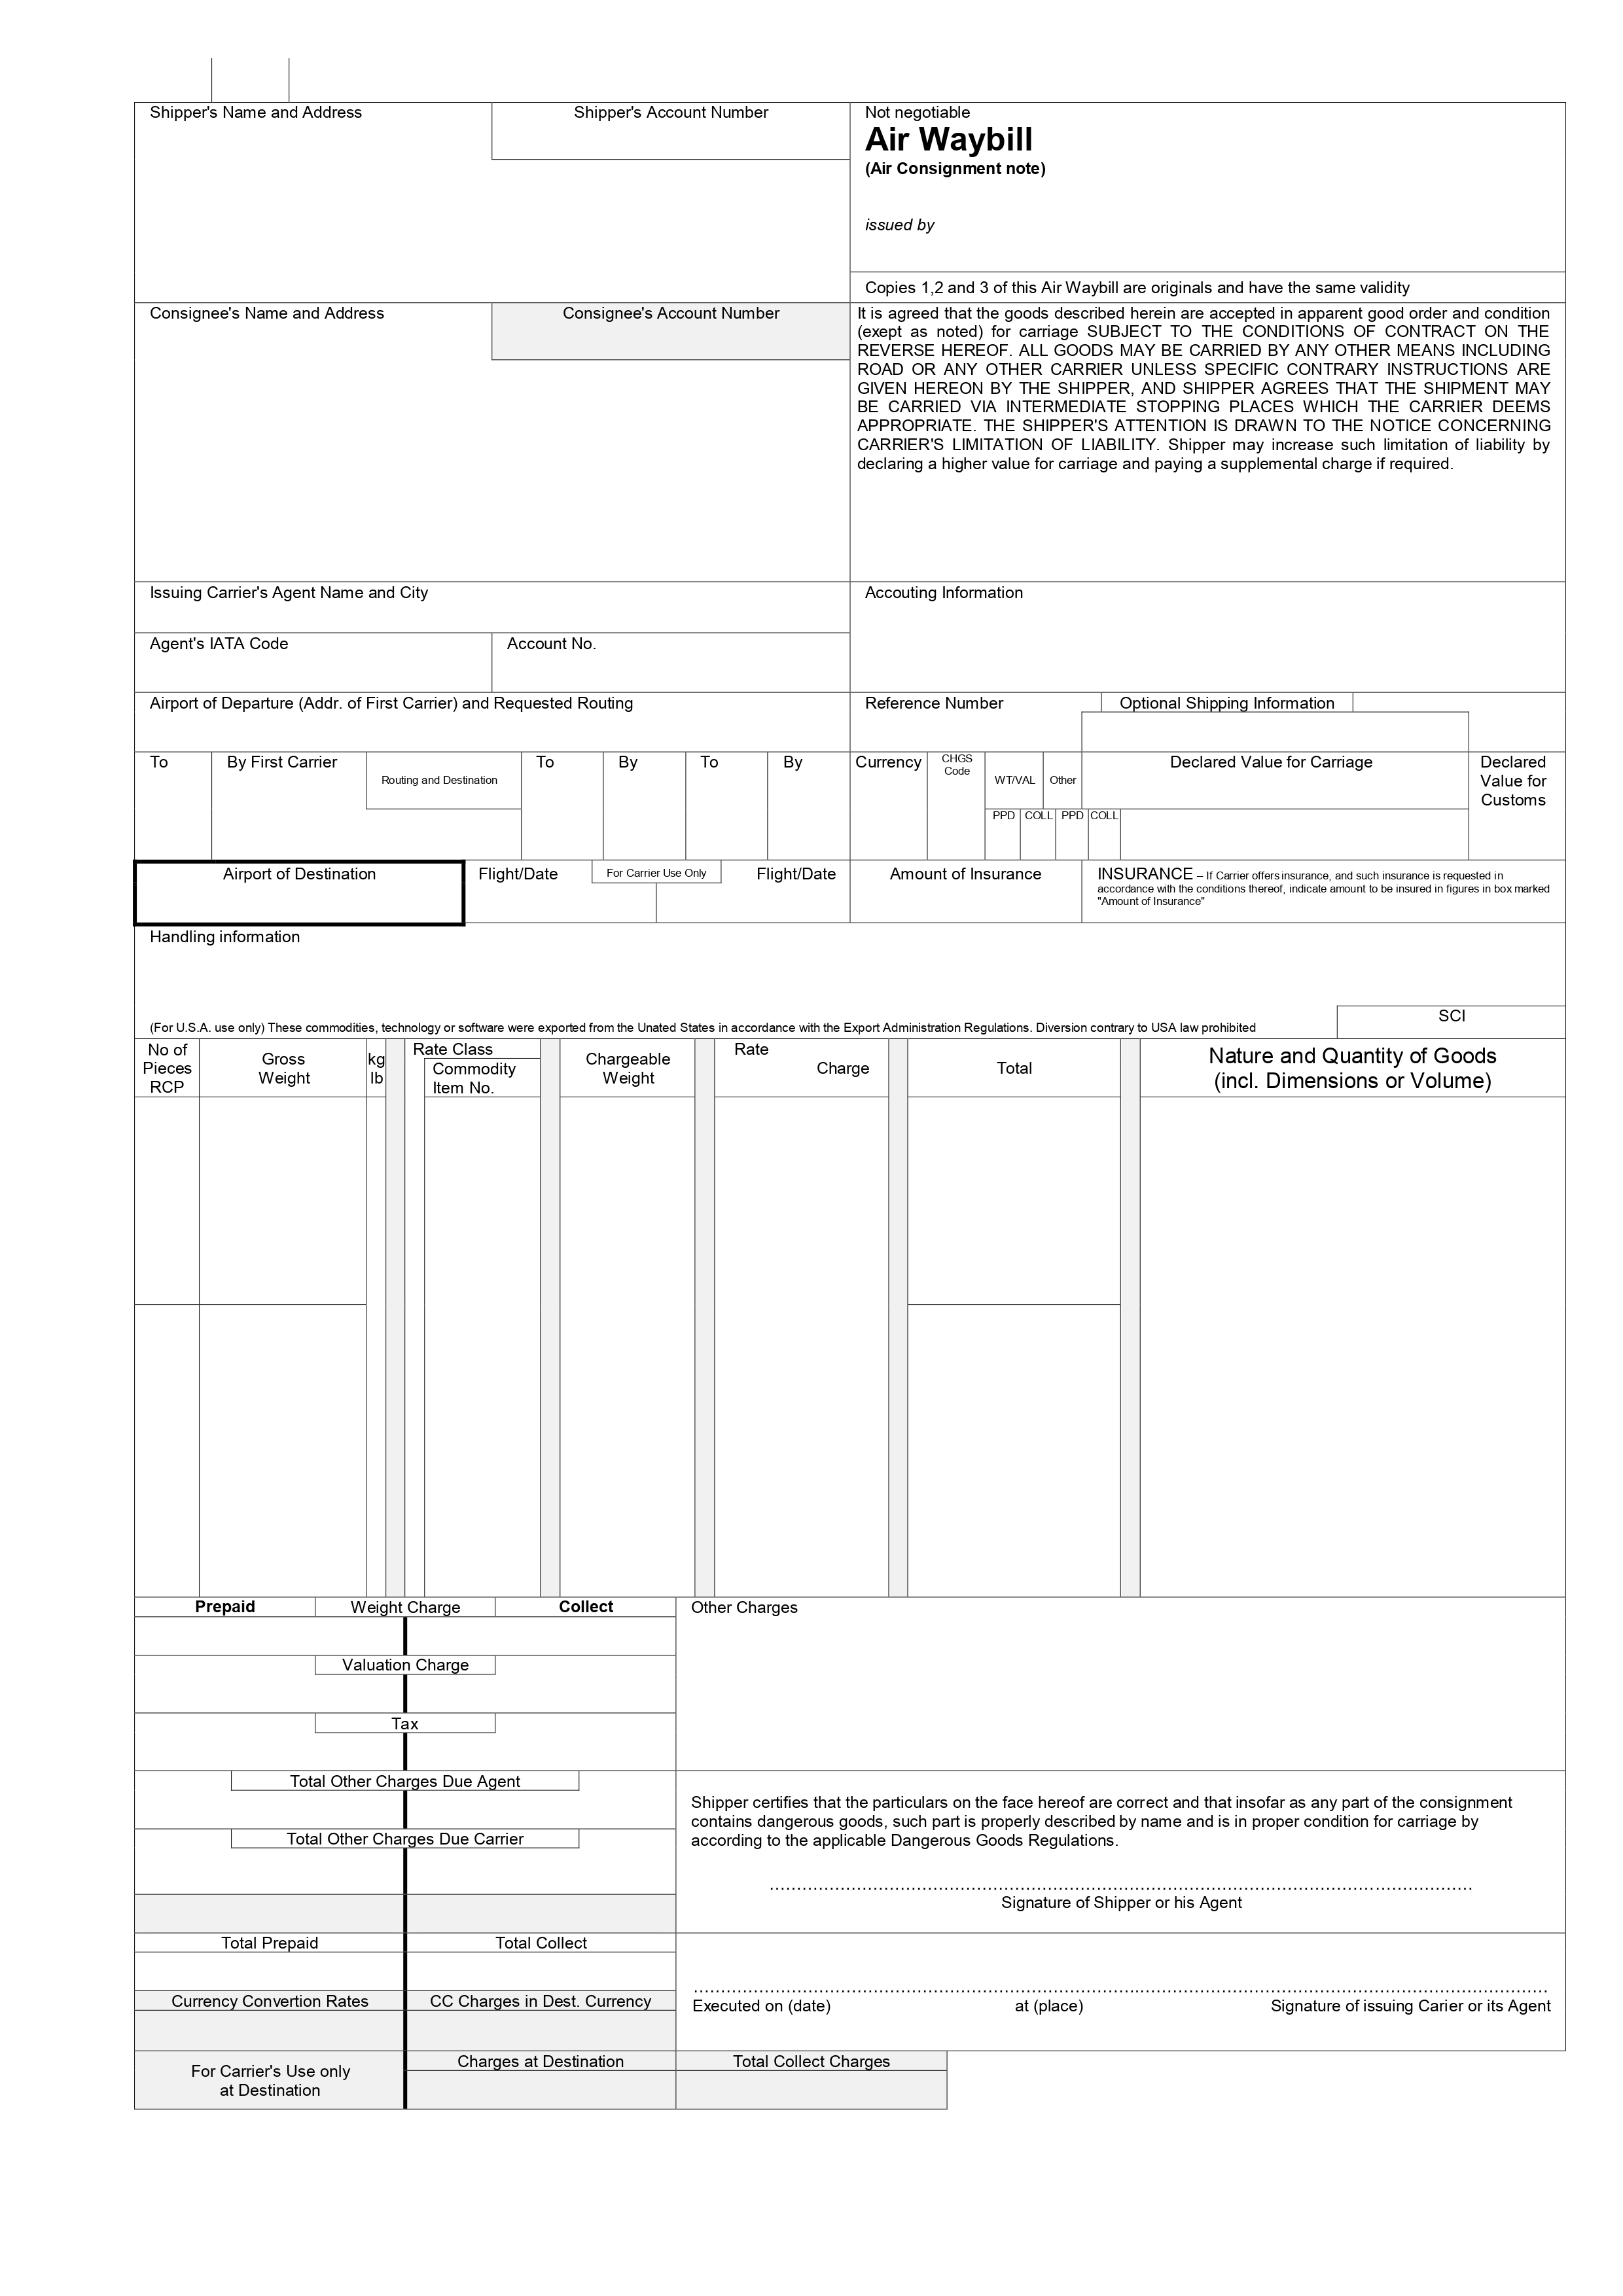 Shipper's Name and Address
Shipper's Account Number
Not negotiable
Air Waybill
(Air Consignment note)
issued by
Copies 1,2 and 3 of this Air Waybill are originals and have the same validity
Consignee's Name and Address
Consignee's Account Number
It is agreed that the goods described herein are accepted in apparent good order and condition
(exept as noted) for carriage SUBJECT TO THE CONDITIONS OF CONTRACT ON THE
REVERSE HEREOF. ALL GOODS MAY BE CARRIED BY ANY OTHER MEANS INCLUDING
ROAD OR ANY OTHER CARRIER UNLESS SPECIFIC CONTRARY INSTRUCTIONS ARE
GIVEN HEREON BY THE SHIPPER, AND SHIPPER AGREES THAT THE SHIPMENT MAY
BE CARRIED VIA INTERMEDIATE STOPPING PLACES WHICH THE CARRIER DEEMS
APPROPRIATE. THE SHIPPER'S ATTENTION IS DRAWN TO THE NOTICE CONCERNING
CARRIER'S LIMITATION OF LIABILITY. Shipper may increase such limitation of liability by
declaring a higher value for carriage and paying a supplemental charge if required.
Issuing Carrier's Agent Name and City
Accouting Information
Agent's IATA Code
Account No.
Airport of Departure (Addr. of First Carrier) and Requested Routing
Reference Number
Optional Shipping Information
To
By First Carrier
Routing and Destination
To
By
To
By
Currency
CHGS
Code
WT/VAL
Other
PPD
COLL
PPD
COLL
Declared Value for Carriage
Declared
Value for
Customs
Airport of Destination
Flight/Date
For Carrier Use Only
Flight/Date
Amount of Insurance
INSURANCE – If Carrier offers insurance, and such insurance is requested in
accordance with the conditions thereof, indicate amount to be insured in figures in box marked
"Amount of Insurance"
Handling information
SCI
(For U.S.A. use only) These commodities, technology or software were exported from the Unated States in accordance with the Export Administration Regulations. Diversion contrary to USA law prohibited
No of
Pieces
RCP
Gross
Weight
kg
lb
Rate Class
Commodity
Item No.
Chargeable
Weight
Rate
Charge
Total
Nature and Quantity of Goods
(incl. Dimensions or Volume)
Prepaid
Weight Charge
Collect
Other Charges
Valuation Charge
Tax
Total Other Charges Due Agent
Shipper certifies that the particulars on the face hereof are correct and that insofar as any part of the consignment
contains dangerous goods, such part is properly described by name and is in proper condition for carriage by
according to the applicable Dangerous Goods Regulations.
Total Other Charges Due Carrier
Signature of Shipper or his Agent
Total Prepaid
Total Collect
Currency Convertion Rates
CC Charges in Dest. Currency
Executed on (date)
at (place)
Signature of issuing Carier or its Agent
For Carrier's Use only
at Destination
Charges at Destination
Total Collect Charges